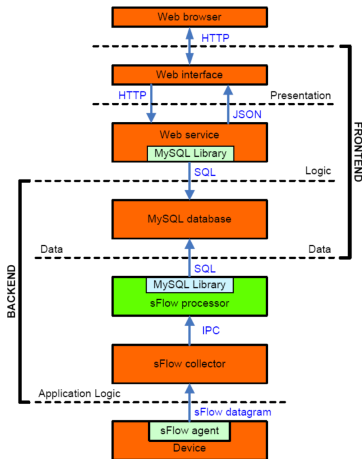 Web browser
HTTP
Web interface
HTTP
Presentation
JSON
Web service
MySQL Library
SQL
Logic
FRONTEND
MySQL database
Data
Data
SQL
BACKEND
MySQL Library
sFlow processor
IPC
sFlow collector
Application Logic
sFlow datagram
sFlow agent
Device